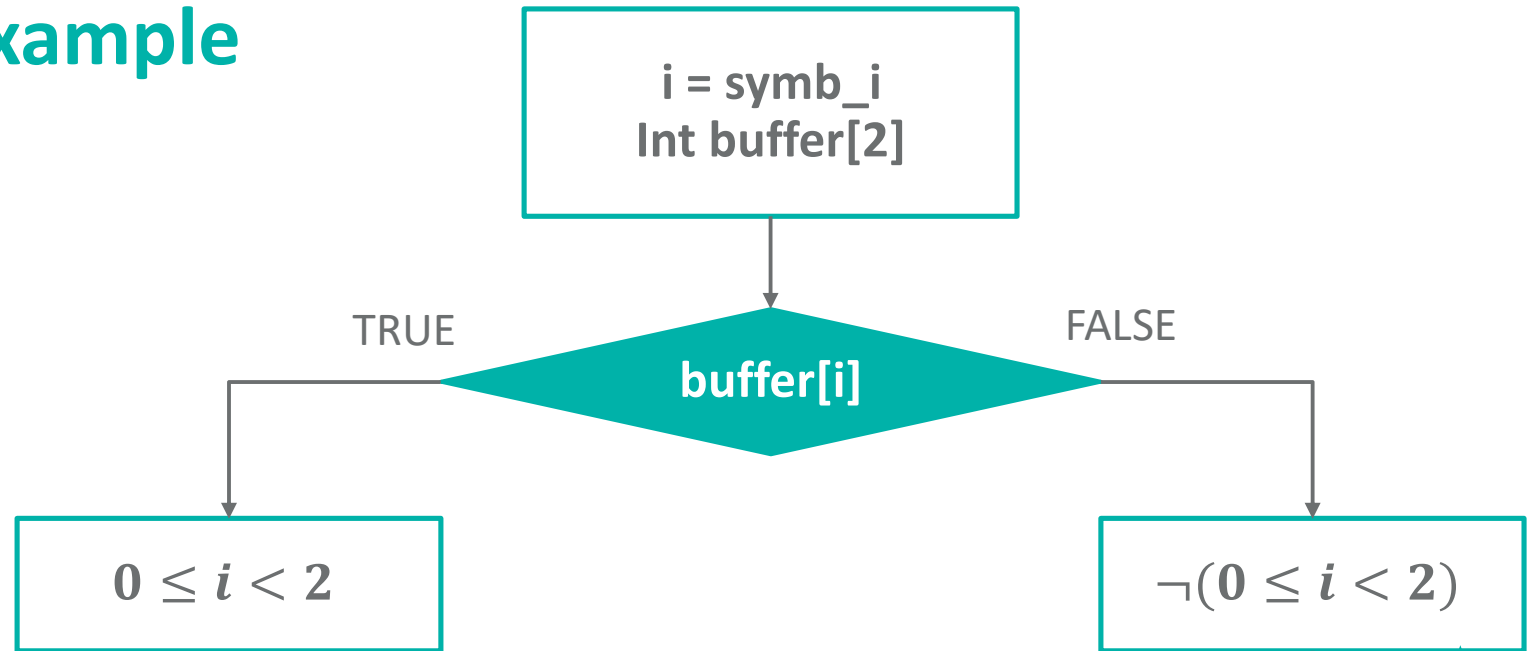 xample
i = symb_i
Int buffer[2]
TRUE
FALSE
buffer[i]
0 ≤ i < 2
¬(0 ≤ i < 2)